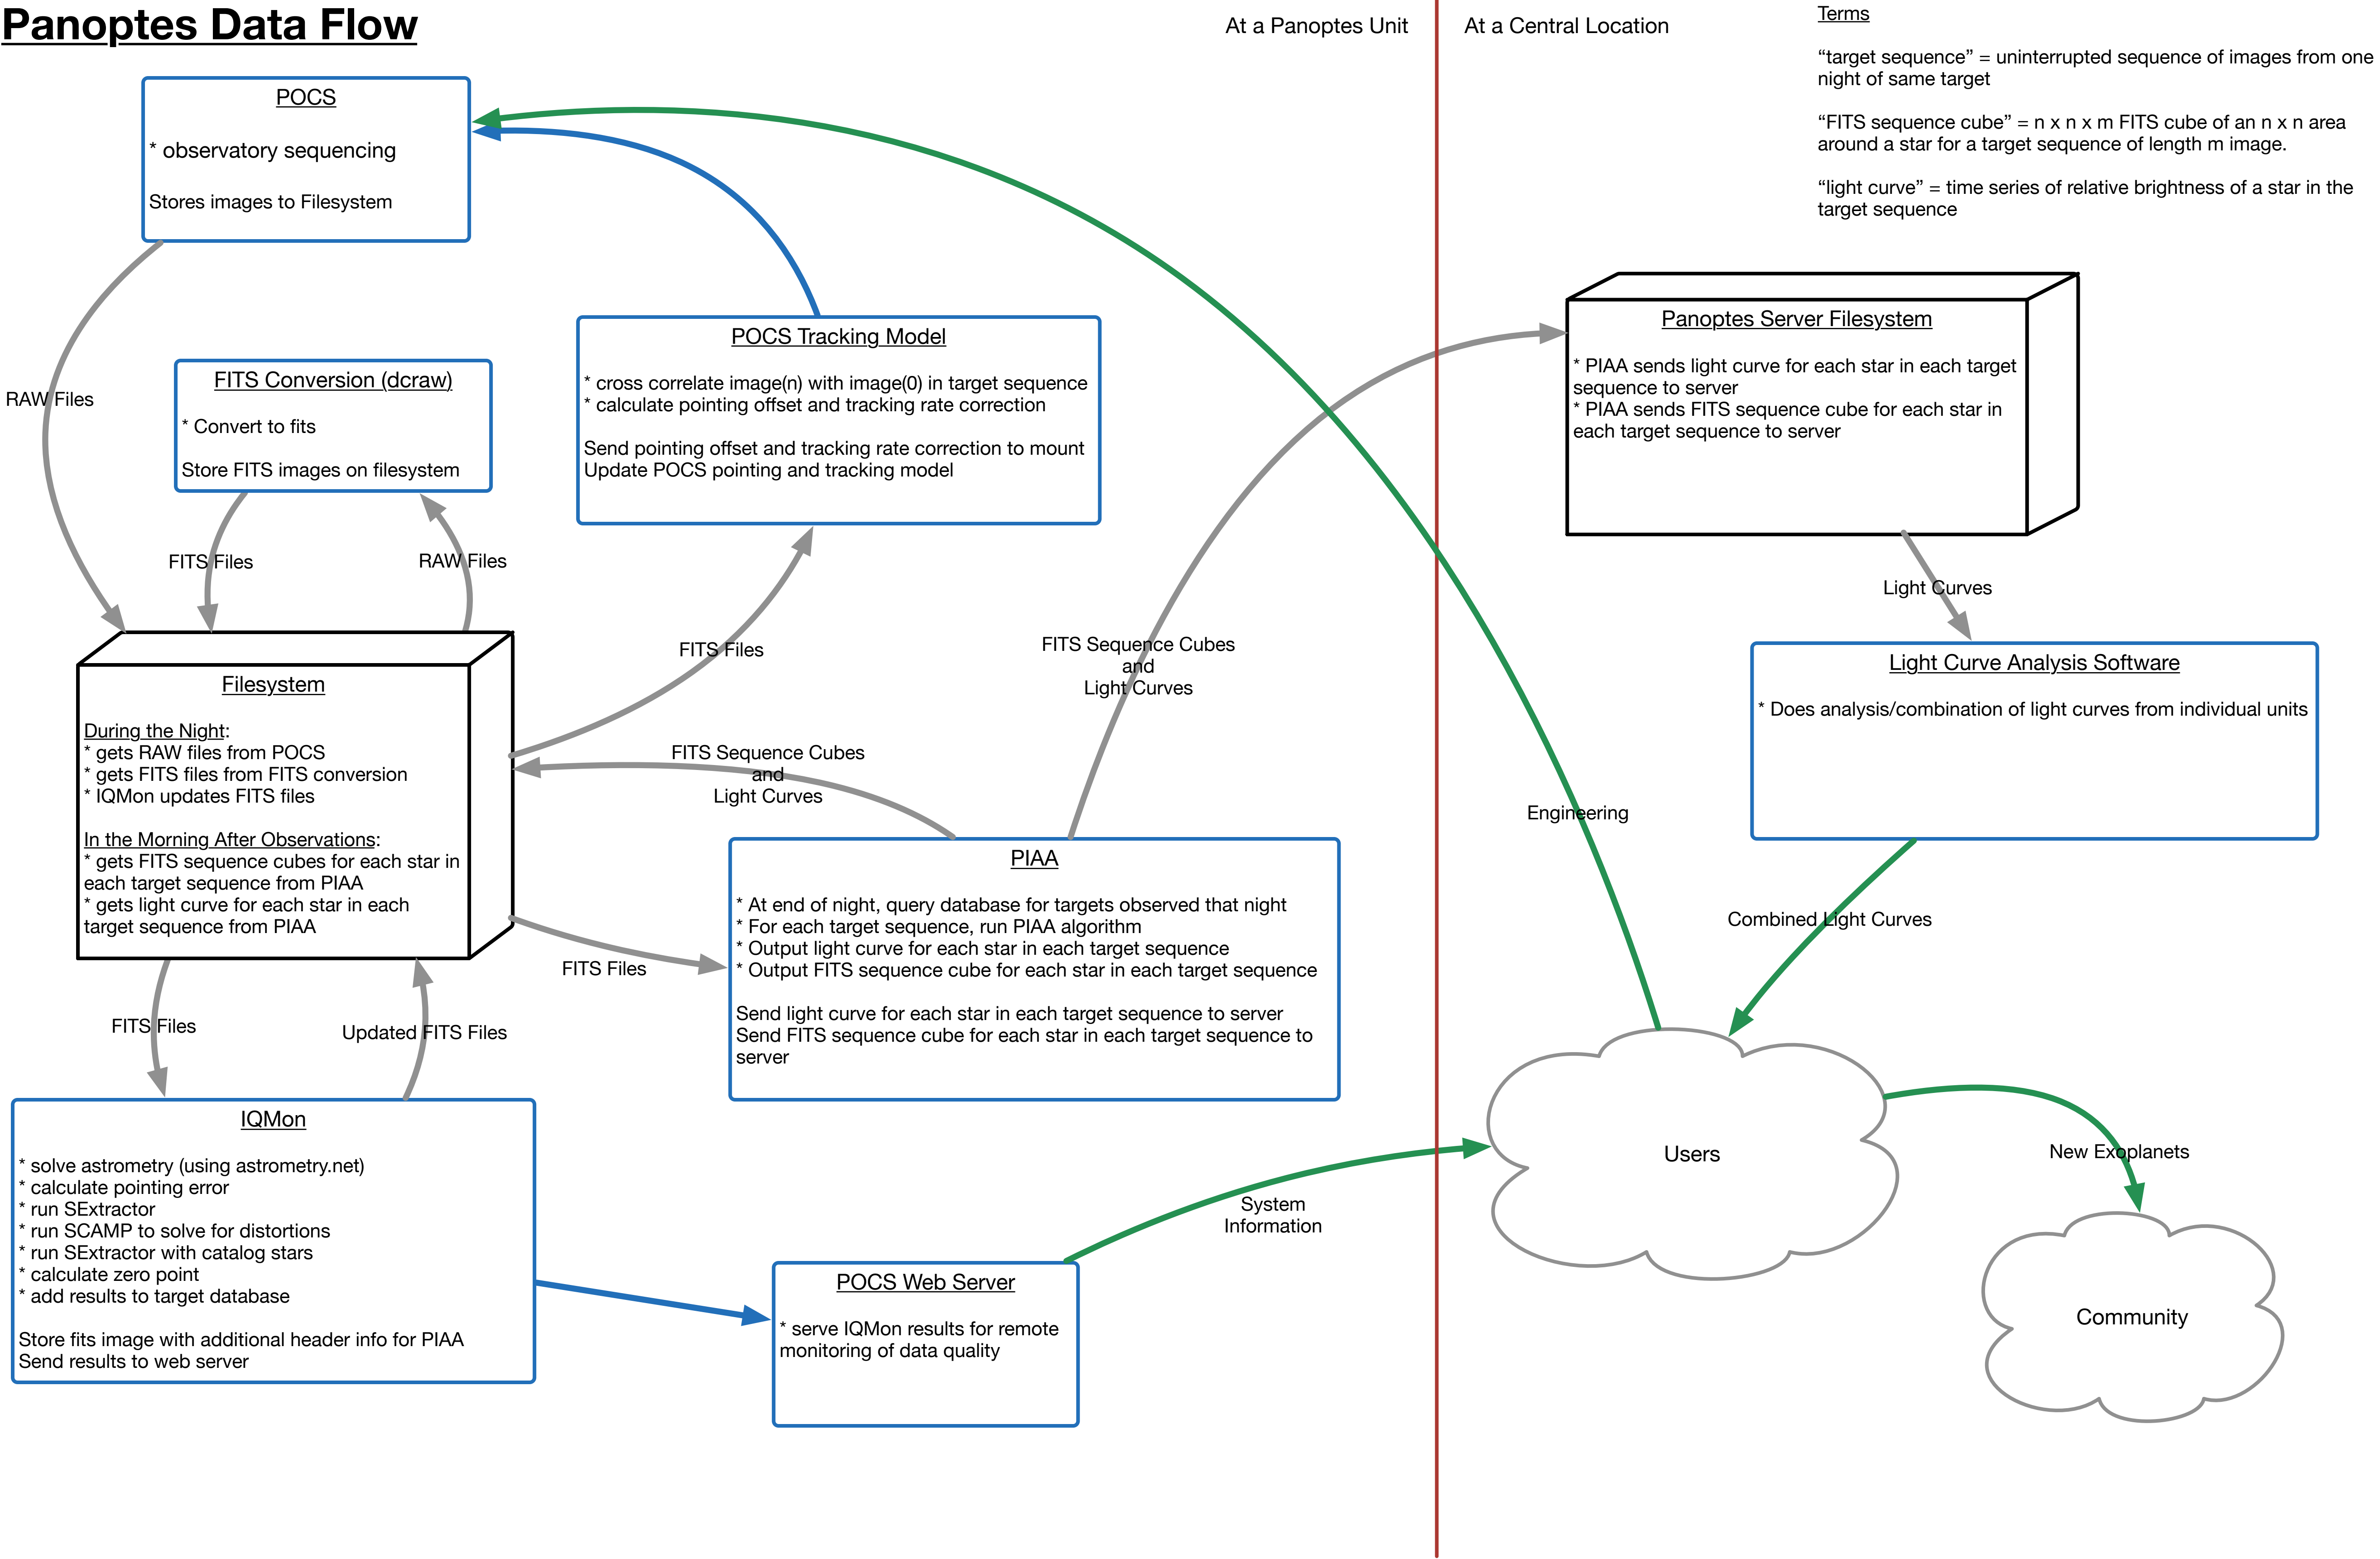 Panoptes Data Flow
At a Panoptes Unit
At a Central Location
Terms
“target sequence” = uninterrupted sequence of images from one
night of same target
“FITS sequence cube” = n x n x m FITS cube of an n x n area
around a star for a target sequence of length m image.
“light curve” = time series of relative brightness of a star in the
target sequence
POCS
* observatory sequencing
Stores images to Filesystem
RAW Files
FITS Conversion (dcraw)
* Convert to fits
Store FITS images on filesystem
FITS Files
RAW Files
POCS Tracking Model
* cross correlate image(n) with image(0) in target sequence
* calculate pointing offset and tracking rate correction
Send pointing offset and tracking rate correction to mount
Update POCS pointing and tracking model
FITS Files
Panoptes Server Filesystem
* PIAA sends light curve for each star in each target
sequence to server
* PIAA sends FITS sequence cube for each star in
each target sequence to server
Light Curves
FITS Sequence Cubes
and
Light Curves
Light Curve Analysis Software
* Does analysis/combination of light curves from individual units
Filesystem
During the Night:
* gets RAW files from POCS
* gets FITS files from FITS conversion
* IQMon updates FITS files
In the Morning After Observations:
* gets FITS sequence cubes for each star in
each target sequence from PIAA
* gets light curve for each star in each
target sequence from PIAA
FITS Sequence Cubes
and
Light Curves
Engineering
PIAA
* At end of night, query database for targets observed that night
* For each target sequence, run PIAA algorithm
* Output light curve for each star in each target sequence
* Output FITS sequence cube for each star in each target sequence
Send light curve for each star in each target sequence to server
Send FITS sequence cube for each star in each target sequence to
server
FITS Files
Combined Light Curves
FITS Files
Updated FITS Files
IQMon
* solve astrometry (using astrometry.net)
* calculate pointing error
* run SExtractor
* run SCAMP to solve for distortions
* run SExtractor with catalog stars
* calculate zero point
* add results to target database
Store fits image with additional header info for PIAA
Send results to web server
POCS Web Server
* serve IQMon results for remote
monitoring of data quality
System
Information
Users
New Exoplanets
Community